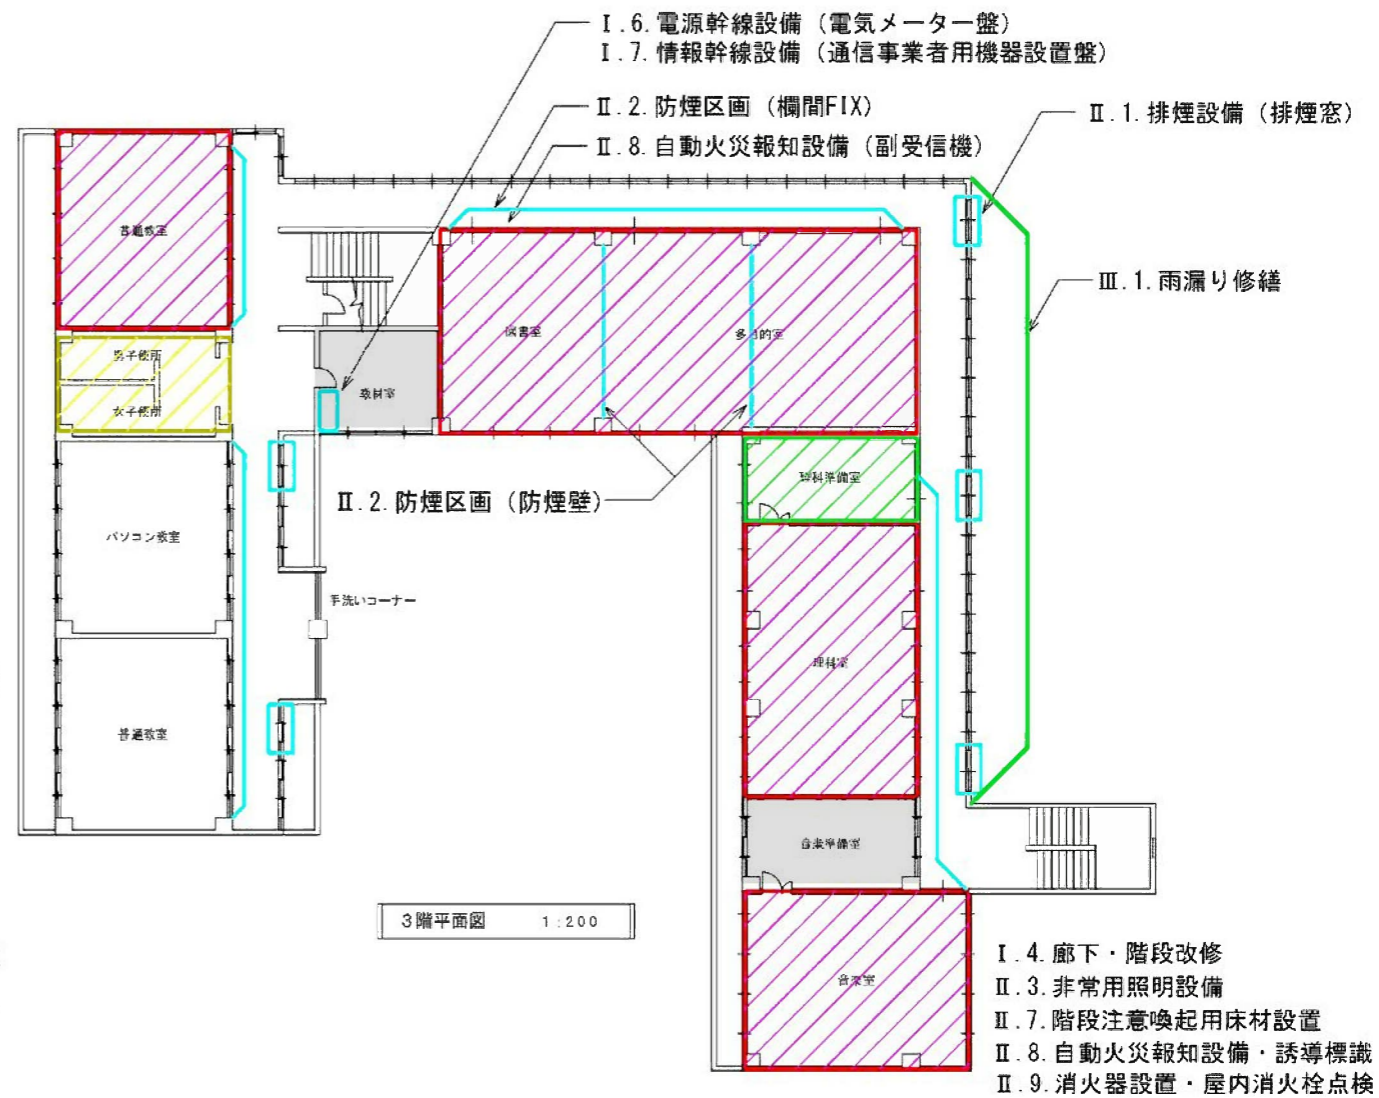 Ⅰ.6.電源幹線設備（電気メーター盤）
Ⅰ.7.情報幹線設備（通信事業者用機器設置盤）
Ⅱ.2.防煙区画（欄間FIX）
Ⅱ.8.自動火災報知設備（副受信機）
Ⅱ.1.排煙設備（排煙窓）
普通教室
Ⅲ.1.雨漏り修繕
図書室
多目的室
男子便所
女子便所
教材室
理科準備室
Ⅱ.2.防煙区画（防煙壁）
パソコン教室
手洗いコーナー
理科室
普通教室
音楽準備室
3階平面図 1:200
音楽室
Ⅰ.4.廊下・階段改修
Ⅱ.3.非常用照明設備
Ⅱ.7.階段注意喚起用床材設置
Ⅱ.8.自動火災報知設備・誘導標識
Ⅱ.9.消火器設置・屋内消火栓点検